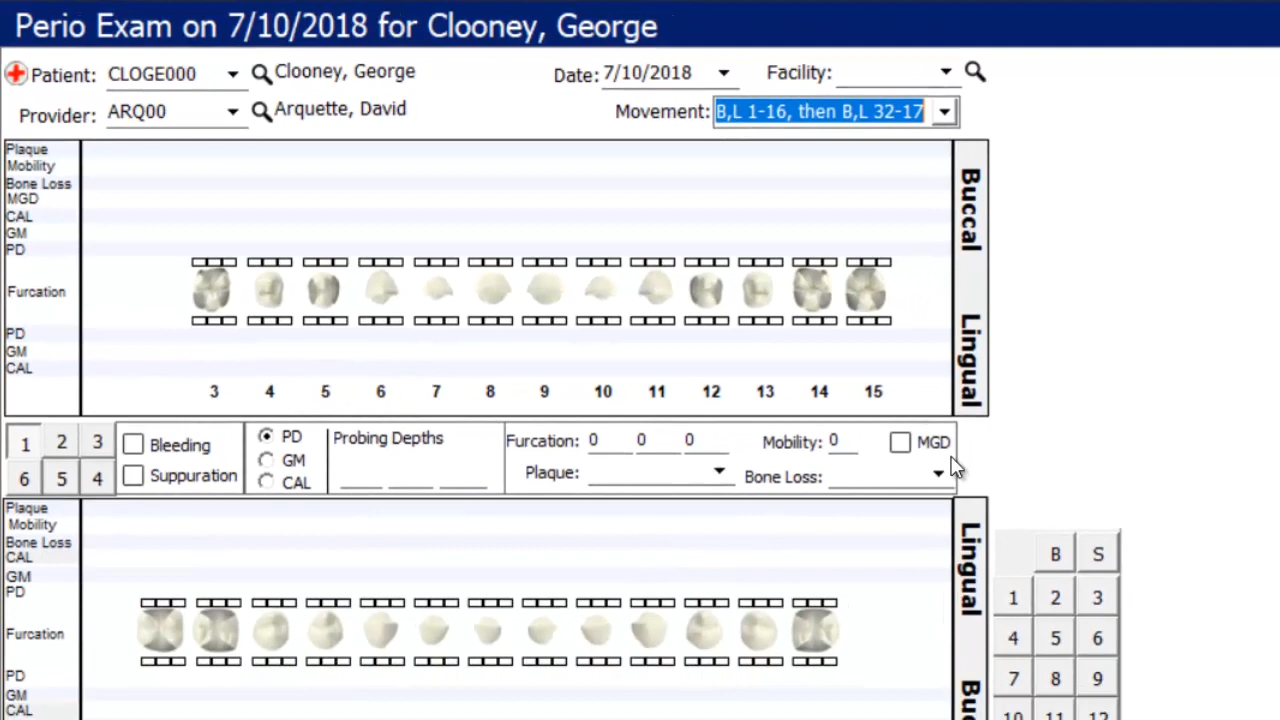 Perio Exam on 7/10/2018 for Clooney, George
Patient: CLOGE000 Clooney, George Date: 7/10/2018 Facility:
Provider: ARQ00 Arquette, David Movement: B,L 1-16, then B,L 32-17
Plaque
Mobility
Bone Loss
MGD
CAL
GM
PD
Furcation
PD
GM
CAL
Buccal
Lingual
3 4 5 6 7 8 9 10 11 12 13 14 15
1 2 3 Bleeding PD Probing Depths Furcation: 0 0 0 Mobility: 0 MGD
GM
6 5 4 Suppuration CAL Plaque: Bone Loss:
Plaque
Mobility
Bone Loss
CAL
GM
PD
Furcation
PD
GM
CAL
Lingual
Buc
B S
1 2 3
4 5 6
7 8 9
10 11 12